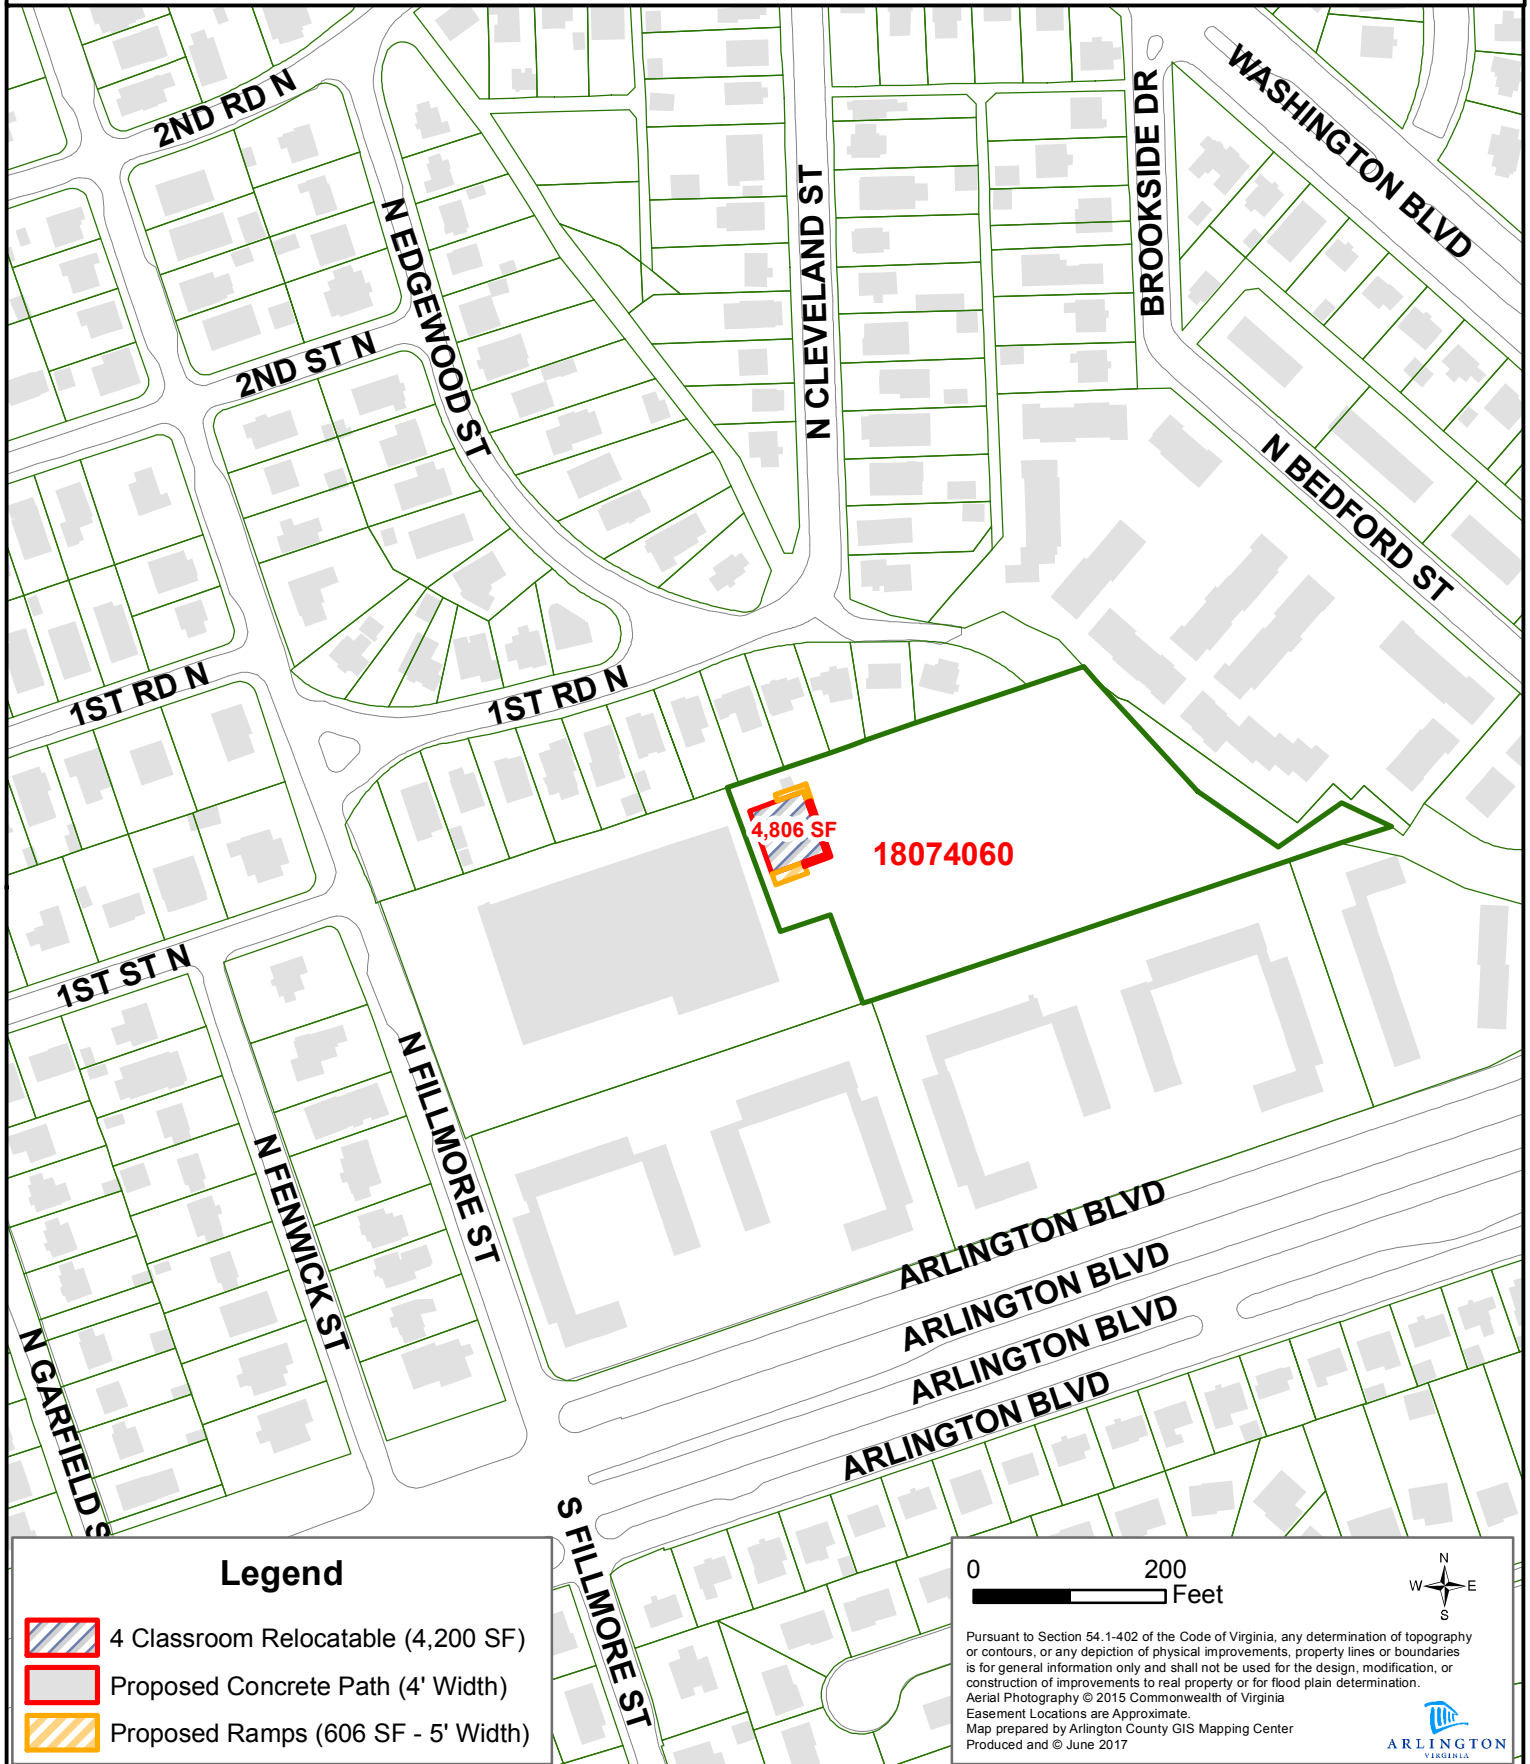 2ND RD N
WASHINGTON BLVD
BROOKSIDE DR
N CLEVELAND ST
N EDGEWOOD ST
2ND ST N
N BEDFORD ST
1ST RD N
1ST RD N
4,806 SF
18074060
1ST ST N
N FILLMORE ST
N FENWICK ST
ARLINGTON BLVD
ARLINGTON BLVD
ARLINGTON BLVD
ARLINGTON BLVD
N GARFIELD S
S FILLMORE ST
Legend
4 Classroom Relocatable (4,200 SF)
Proposed Concrete Path (4' Width)
Proposed Ramps (606 SF - 5' Width)
0 200
Feet
N
W E
S
Pursuant to Section 54.1-402 of the Code of Virginia, any determination of topography
or contours, or any depiction of physical improvements, property lines or boundaries
is for general information only and shall not be used for the design, modification, or
construction of improvements to real property or for flood plain determination.
Aerial Photography © 2015 Commonwealth of Virginia
Easement Locations are Approximate.
Map prepared by Arlington County GIS Mapping Center
Produced and © June 2017
ARLINGTON
VIRGINIA